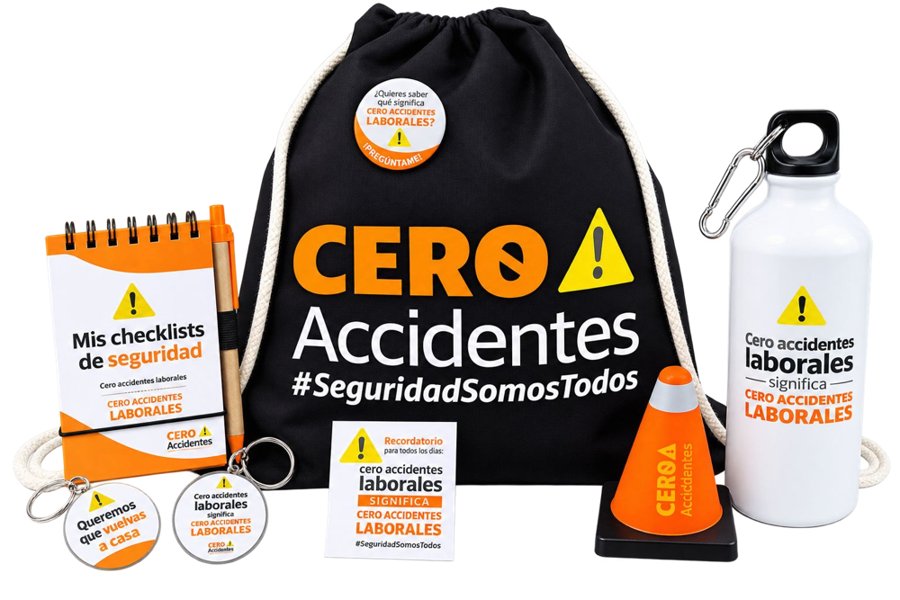 ¿Quieres saber
qué significa
CERO ACCIDENTES
LABORALES?
¡PREGÚNTAME!
CERO
Accidentes
#SeguridadSomosTodos
Mis checklists
de seguridad
Cero accidentes laborales
CERO ACCIDENTES
LABORALES
CERO
Accidentes
Queremos
que vuelvas
a casa
Cero accidentes
laborales
significa
CERO ACCIDENTES
LABORALES
CERO
Accidentes
Recordatorio
para todos los días:
cero accidentes
laborales
SIGNIFICA
CERO ACCIDENTES
LABORALES
#SeguridadSomosTodos
CERO
Acciddentes
Cero accidentes
laborales
significa
CERO ACCIDENTES
LABORALES